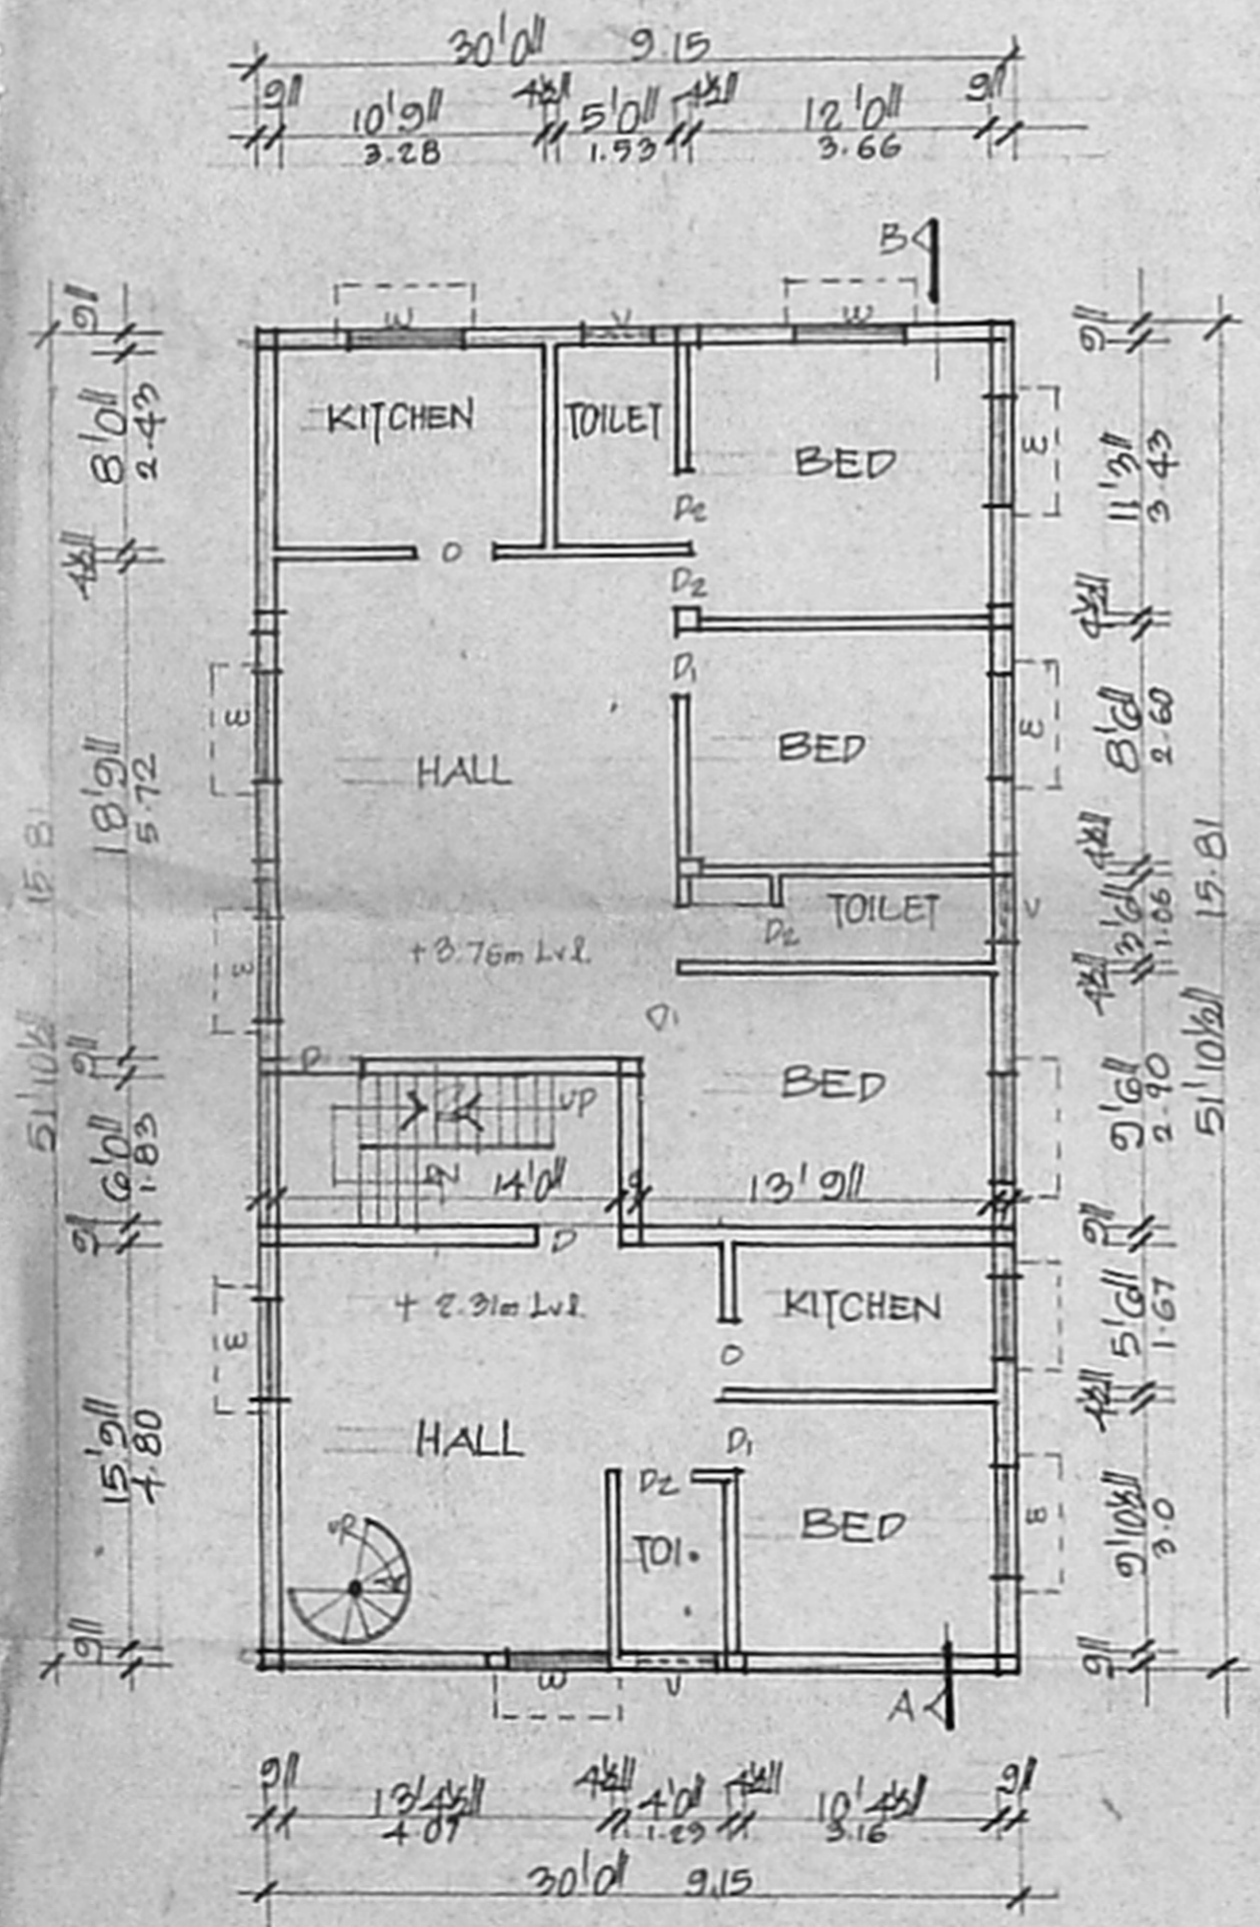 30'0" 9.15
9" 10'9" 4½" 5'0" 4½" 12'0" 9"
3.28 1.53 3.66
B
9" W V W 9"
8'0" 2.43 KITCHEN TOILET BED W 11'3" 3.43
D2
4½" O
D2 4½"
D1
W HALL BED W 8'6" 2.60
18'9" 5.72
4½"
TOILET V 3'6" 1.06
D2
W +3.76m Lvl. 4½"
51'10½" 15.81 51'10½" 15.81
D1
9" D
BED 9'6" 2.90
UP
6'0" 1.83 DN 14'0" 9" 13'9"
9" D 9"
+ 2.31m Lvl. KITCHEN 5'6" 1.67
W
O
4½"
15'9" 4.80 HALL D1
D2
UP TOI. BED W 9'10½" 3.0
DN
9" W V 9"
A
9" 13'4½" 4½" 4'0" 4½" 10'4½" 9"
4.07 1.23 3.16
30'0" 9.15